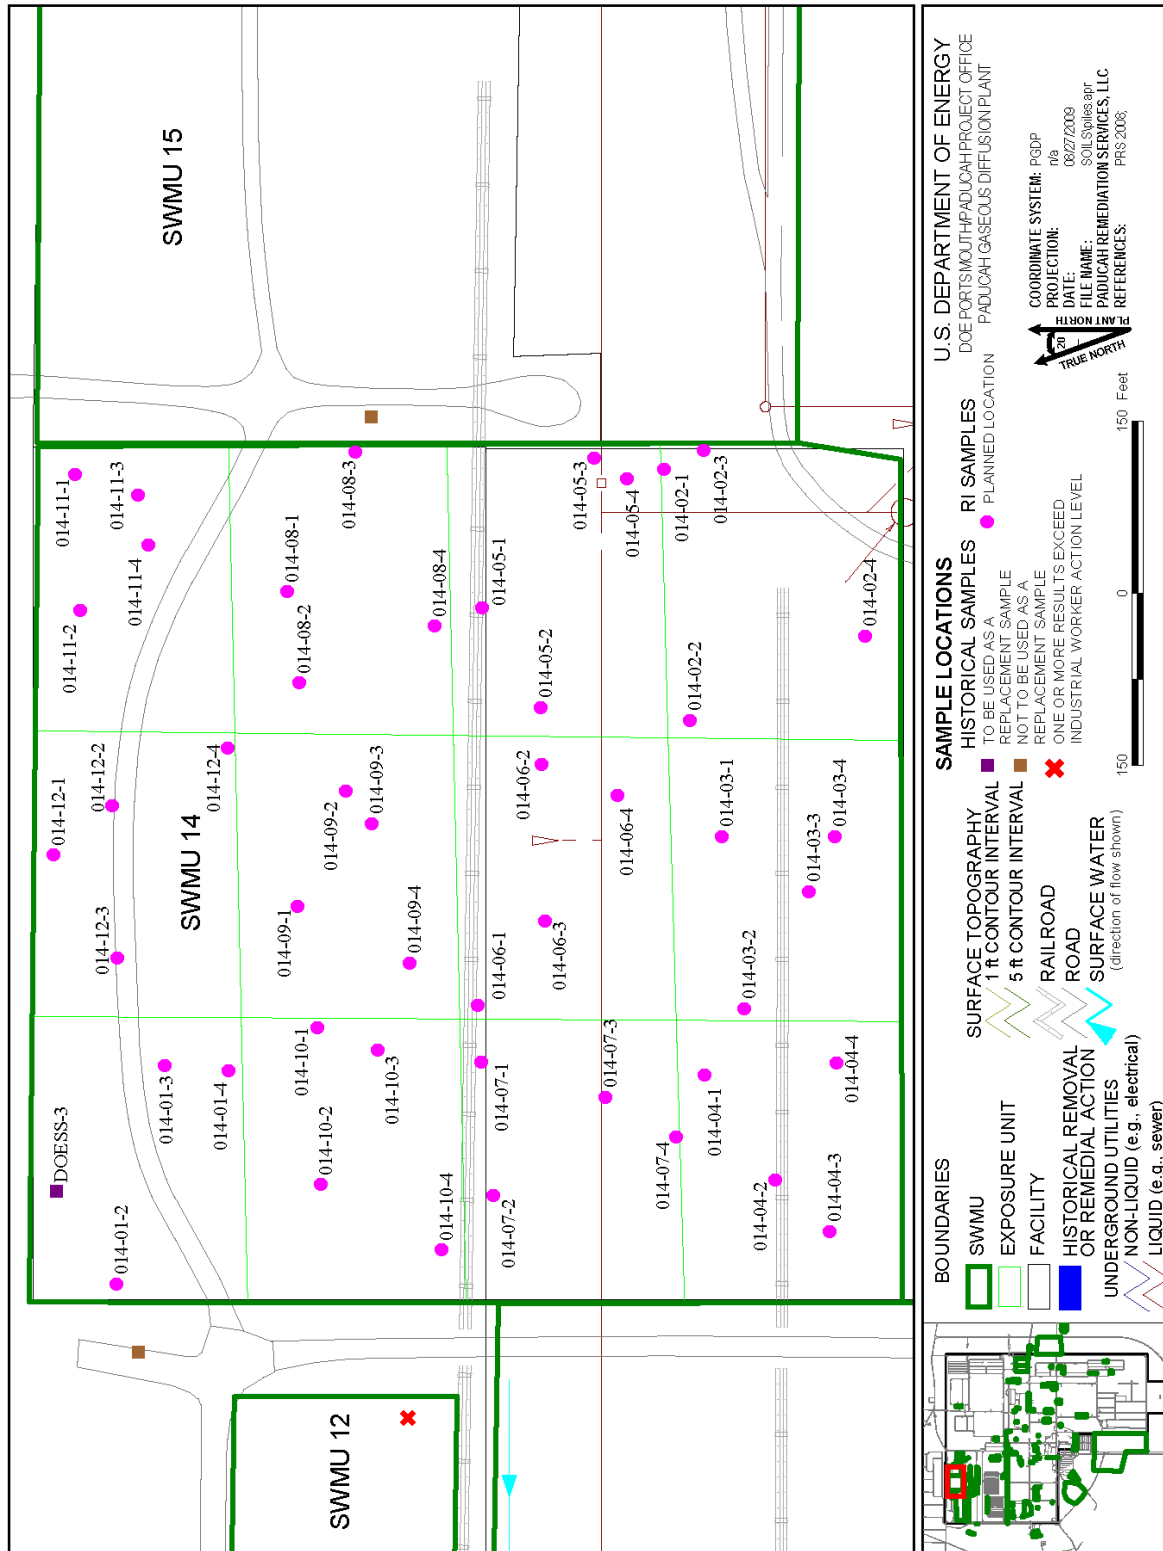 SWMU 15
SWMU 14
SWMU 12
DOESS-3
014-01-2
014-01-3
014-01-4
014-12-1
014-12-2
014-12-3
014-12-4
014-11-1
014-11-2
014-11-3
014-11-4
014-10-1
014-10-2
014-10-3
014-10-4
014-09-1
014-09-2
014-09-3
014-09-4
014-08-1
014-08-2
014-08-3
014-08-4
014-07-1
014-07-2
014-07-3
014-07-4
014-06-1
014-06-2
014-06-3
014-06-4
014-05-1
014-05-2
014-05-3
014-05-4
014-04-1
014-04-2
014-04-3
014-04-4
014-03-1
014-03-2
014-03-3
014-03-4
014-02-1
014-02-2
014-02-3
014-02-4
BOUNDARIES
SWMU
EXPOSURE UNIT
FACILITY
HISTORICAL REMOVAL
OR REMEDIAL ACTION
UNDERGROUND UTILITIES
NON-LIQUID (e.g., electrical)
LIQUID (e.g., sewer)
SURFACE TOPOGRAPHY
1 ft CONTOUR INTERVAL
5 ft CONTOUR INTERVAL
RAILROAD
ROAD
SURFACE WATER
(direction of flow shown)
SAMPLE LOCATIONS
HISTORICAL SAMPLES
TO BE USED AS A
REPLACEMENT SAMPLE
NOT TO BE USED AS A
REPLACEMENT SAMPLE
ONE OR MORE RESULTS EXCEED
INDUSTRIAL WORKER ACTION LEVEL
RI SAMPLES
PLANNED LOCATION
150 0 150 Feet
U.S. DEPARTMENT OF ENERGY
DOE PORTSMOUTH/PADUCAH PROJECT OFFICE
PADUCAH GASEOUS DIFFUSION PLANT
TRUE NORTH
20
PLANT NORTH
COORDINATE SYSTEM: PGDP
PROJECTION: n/a
DATE: 08/27/2009
FILE NAME: SOILS\piles.apr
PADUCAH REMEDIATION SERVICES, LLC
REFERENCES: PRS 2008;